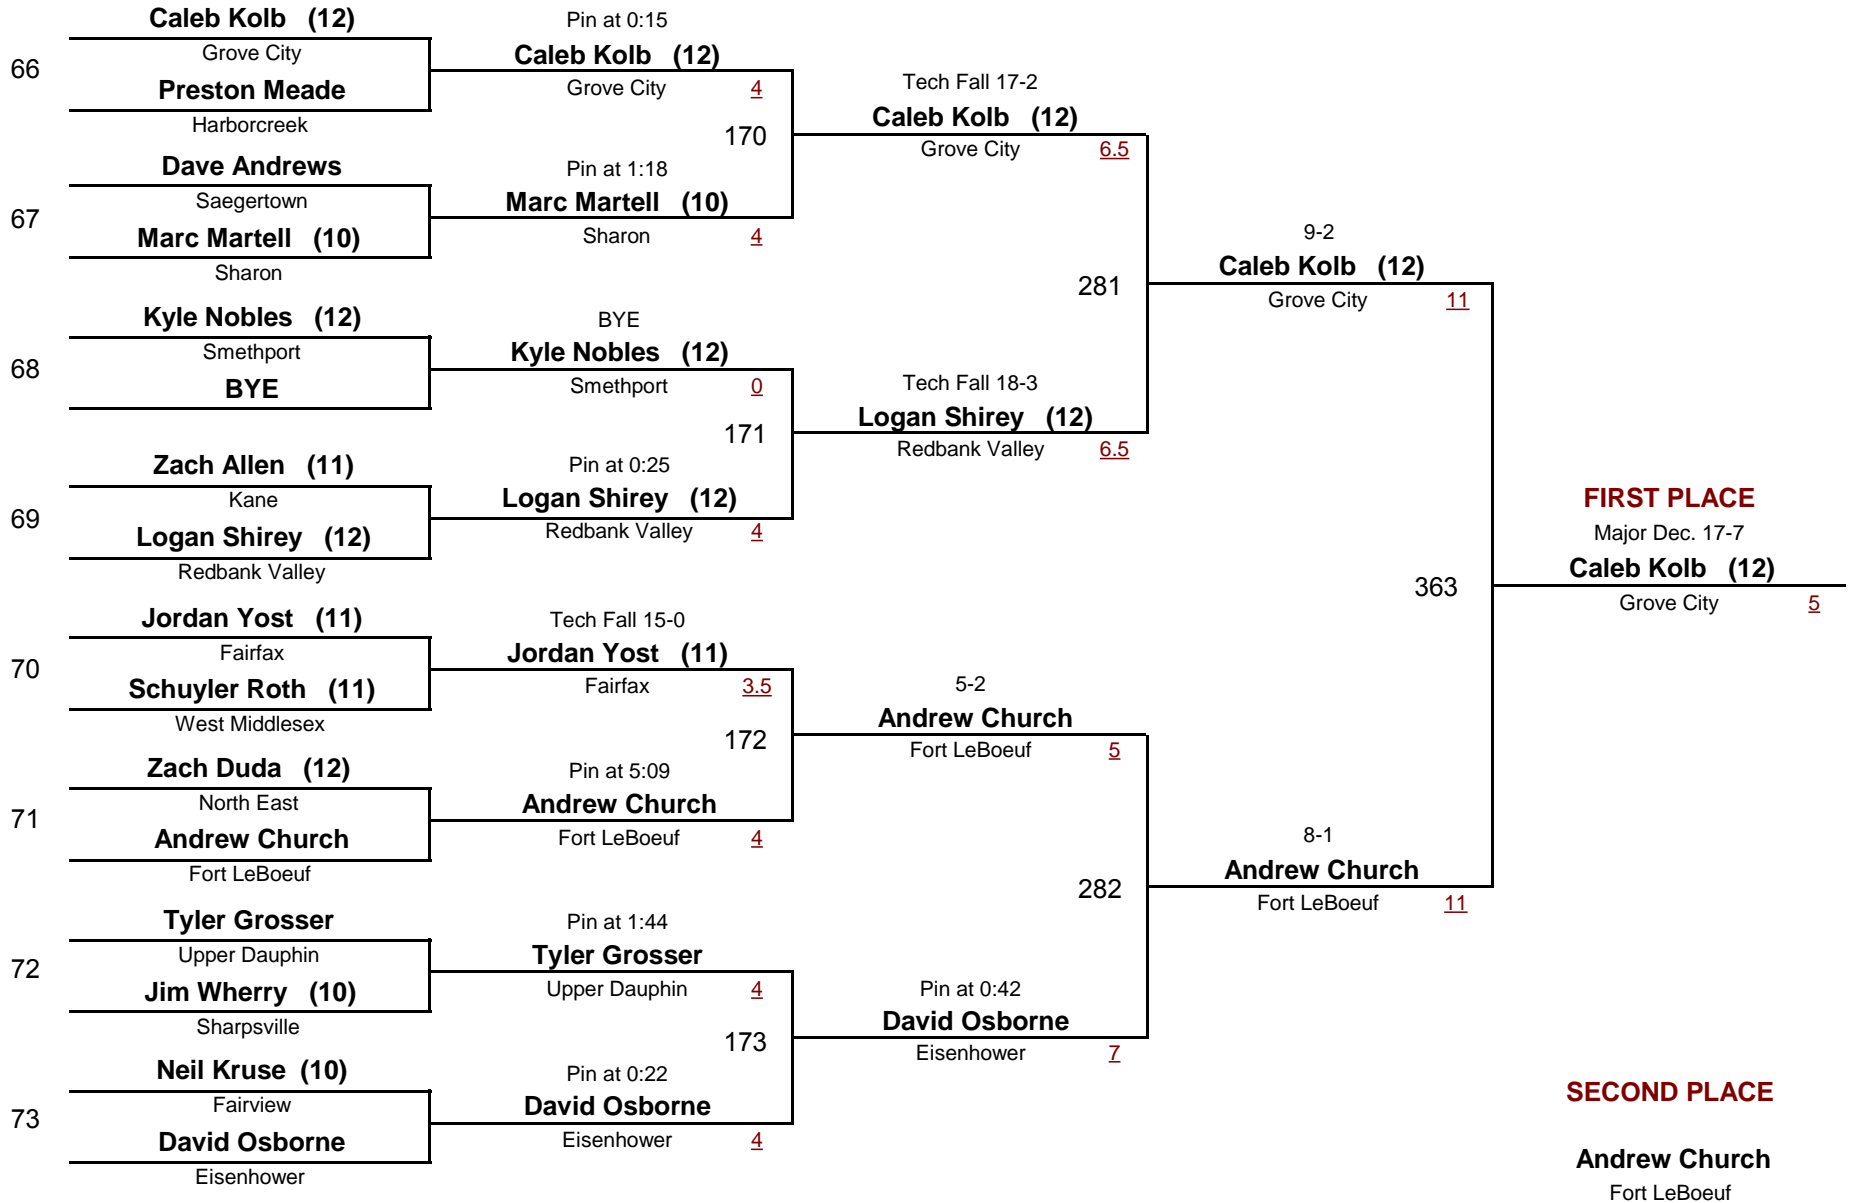 Caleb Kolb (12)
Grove City
66
Preston Meade
Harborcreek
Dave Andrews
Saegertown
67
Marc Martell (10)
Sharon
Kyle Nobles (12)
Smethport
68
BYE
Zach Allen (11)
Kane
69
Logan Shirey (12)
Redbank Valley
Jordan Yost (11)
Fairfax
70
Schuyler Roth (11)
West Middlesex
Zach Duda (12)
North East
71
Andrew Church
Fort LeBoeuf
Tyler Grosser
Upper Dauphin
72
Jim Wherry (10)
Sharpsville
Neil Kruse (10)
Fairview
73
David Osborne
Eisenhower
Pin at 0:15
Caleb Kolb (12)
Grove City 4
170
Pin at 1:18
Marc Martell (10)
Sharon 4
BYE
Kyle Nobles (12)
Smethport 0
171
Pin at 0:25
Logan Shirey (12)
Redbank Valley 4
Tech Fall 15-0
Jordan Yost (11)
Fairfax 3.5
172
Pin at 5:09
Andrew Church
Fort LeBoeuf 4
Pin at 1:44
Tyler Grosser
Upper Dauphin 4
173
Pin at 0:22
David Osborne
Eisenhower 4
Tech Fall 17-2
Caleb Kolb (12)
Grove City 6.5
281
Tech Fall 18-3
Logan Shirey (12)
Redbank Valley 6.5
5-2
Andrew Church
Fort LeBoeuf 5
282
Pin at 0:42
David Osborne
Eisenhower 7
9-2
Caleb Kolb (12)
Grove City 11
363
8-1
Andrew Church
Fort LeBoeuf 11
FIRST PLACE
Major Dec. 17-7
Caleb Kolb (12)
Grove City 5
SECOND PLACE
Andrew Church
Fort LeBoeuf